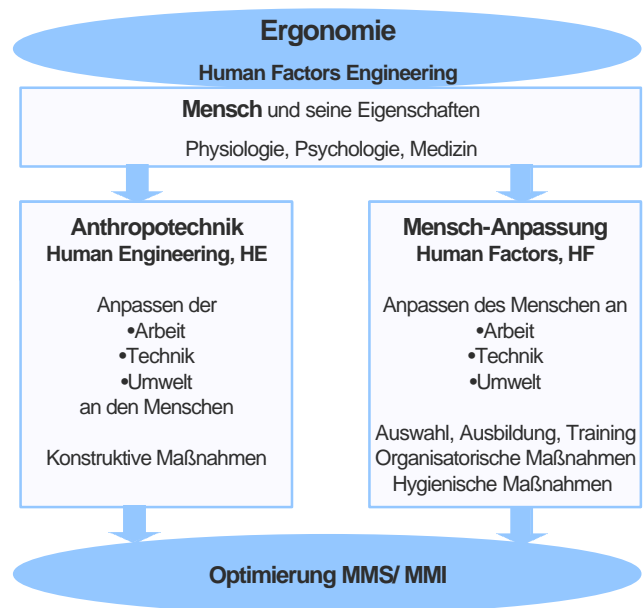 Ergonomie
Human Factors Engineering
Mensch und seine Eigenschaften
Physiologie, Psychologie, Medizin
Anthropotechnik
Human Engineering, HE
Anpassen der
•Arbeit
•Technik
•Umwelt
an den Menschen
Konstruktive Maßnahmen
Mensch-Anpassung
Human Factors, HF
Anpassen des Menschen an
•Arbeit
•Technik
•Umwelt
Auswahl, Ausbildung, Training
Organisatorische Maßnahmen
Hygienische Maßnahmen
Optimierung MMS/ MMI